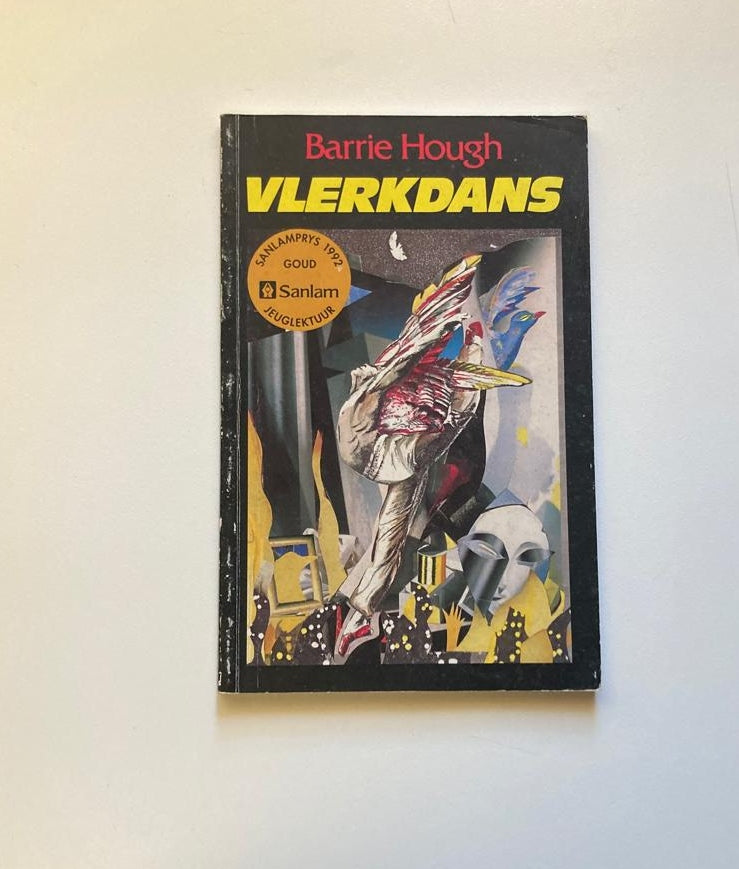 Barrie Hough
VLERKDANS
SANLAMPRYS 1992
GOUD
Sanlam
JEUGLEKTUUR